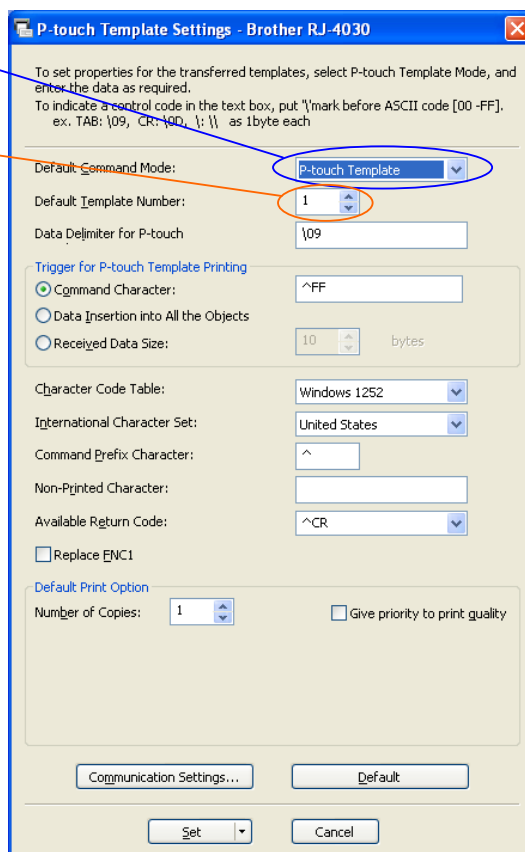 P-touch Template Settings - Brother RJ-4030
To set properties for the transferred templates, select P-touch Template Mode, and
enter the data as required.
To indicate a control code in the text box, put '\'mark before ASCII code [00 -FF].
ex. TAB: \09, CR: \0D, \: \\ as 1byte each
Default Command Mode: P-touch Template
Default Template Number: 1
Data Delimiter for P-touch \09
Trigger for P-touch Template Printing
Command Character: ^FF
Data Insertion into All the Objects
Received Data Size: 10 bytes
Character Code Table: Windows 1252
International Character Set: United States
Command Prefix Character: ^
Non-Printed Character:
Available Return Code: ^CR
Replace FNC1
Default Print Option
Number of Copies: 1 Give priority to print quality
Communication Settings... Default
Set Cancel